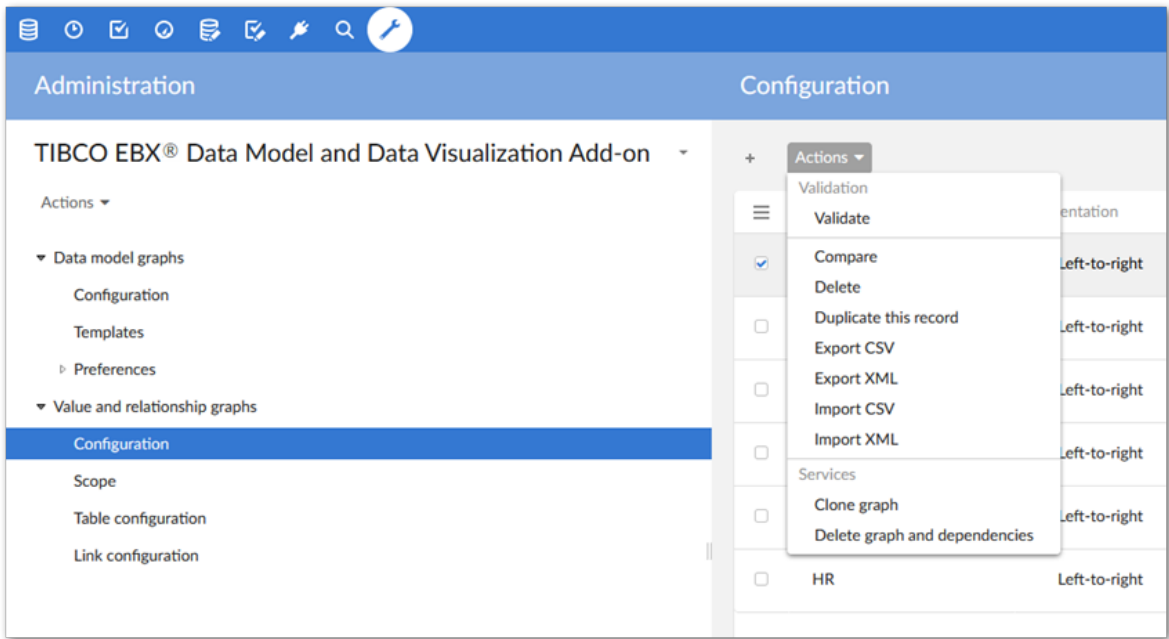 Administration
Configuration
TIBCO EBX® Data Model and Data Visualization Add-on
Actions
Data model graphs
Configuration
Templates
Preferences
Value and relationship graphs
Configuration
Scope
Table configuration
Link configuration
Actions
Validation
Validate
Compare
Delete
Duplicate this record
Export CSV
Export XML
Import CSV
Import XML
Services
Clone graph
Delete graph and dependencies
entation
Left-to-right
Left-to-right
Left-to-right
Left-to-right
Left-to-right
HR Left-to-right